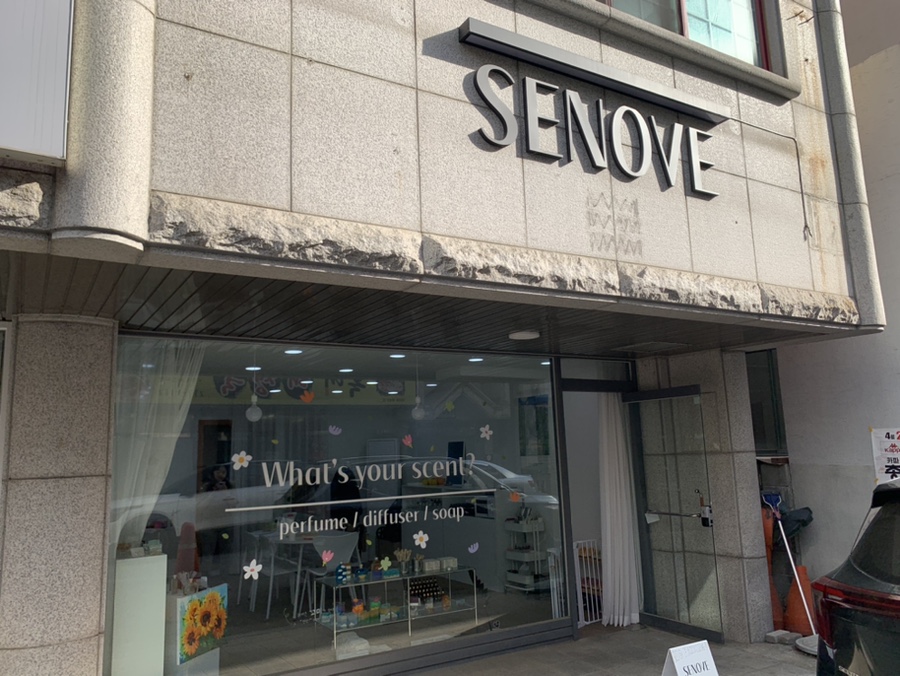 SENOVE
What's your scent?
perfume / diffuser / soap
SENOVE